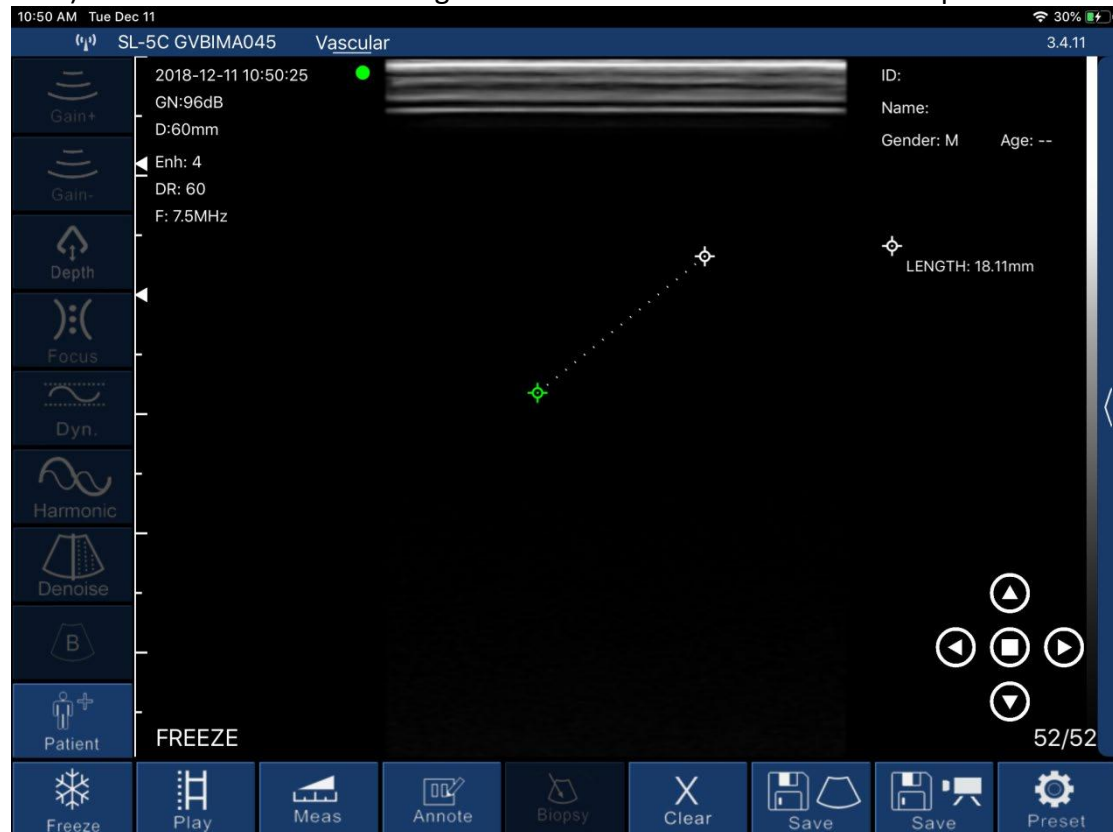 10:50 AM Tue Dec 11
30%
SL-5C GVBIMA045 Vascular 3.4.11
2018-12-11 10:50:25
GN:96dB
D:60mm
Enh: 4
DR: 60
F: 7.5MHz
ID:
Name:
Gender: M Age: --
LENGTH: 18.11mm
Gain+
Gain-
Depth
Focus
Dyn.
Harmonic
Denoise
B
Patient
FREEZE
52/52
Freeze
Play
Meas
Annote
Biopsy
Clear
Save
Save
Preset